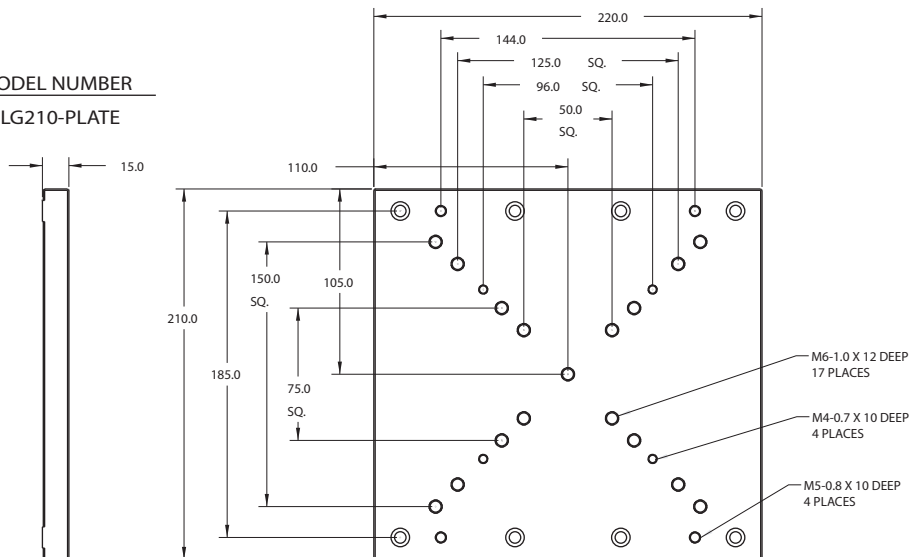 220.0
144.0
ODEL NUMBER
125.0 SQ.
96.0 SQ.
LG210-PLATE
50.0
SQ.
15.0
110.0
150.0
SQ.
105.0
210.0
185.0
75.0
SQ.
M6-1.0 X 12 DEEP
17 PLACES
M4-0.7 X 10 DEEP
4 PLACES
M5-0.8 X 10 DEEP
4 PLACES